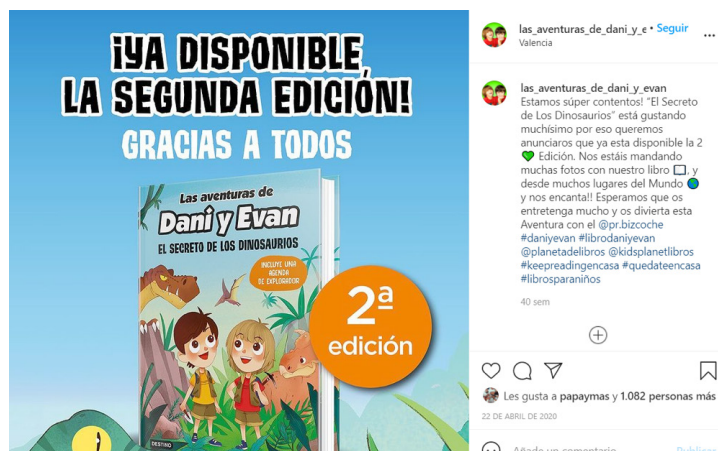 ¡YA DISPONIBLE,
LA SEGUNDA EDICIÓN!
GRACIAS A TODOS
Las aventuras de
Dani y Evan
EL SECRETO DE LOS DINOSAURIOS
INCLUYE UNA
AGENDA
DE EXPLORADOR
2ª
edición
DESTINO
las_aventuras_de_dani_y_e • Seguir
Valencia
las_aventuras_de_dani_y_evan
Estamos súper contentos! "El Secreto
de Los Dinosaurios" está gustando
muchísimo por eso queremos
anunciaros que ya esta disponible la 2
💚 Edición. Nos estáis mandando
muchas fotos con nuestro libro 📖, y
desde muchos lugares del Mundo 🌎
y nos encanta!! Esperamos que os
entretenga mucho y os divierta esta
Aventura con el @pr.bizcoche
#daniyevan #librodaniyevan
@planetadelibros @kidsplanetlibros
#keepreadingencasa #quedateencasa
#librosparaniños
40 sem
Les gusta a papaymas y 1.082 personas más
22 DE ABRIL DE 2020
Añade un comentario
Publicar